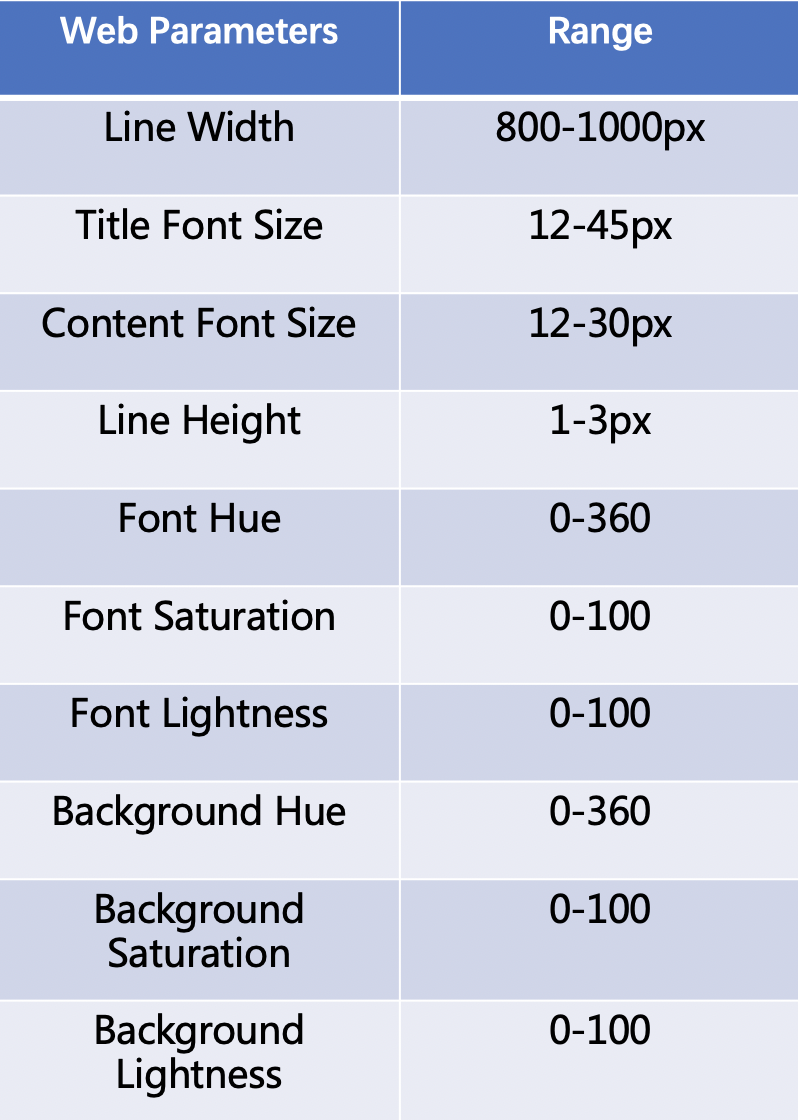 Web Parameters Range
Line Width 800-1000px
Title Font Size 12-45px
Content Font Size 12-30px
Line Height 1-3px
Font Hue 0-360
Font Saturation 0-100
Font Lightness 0-100
Background Hue 0-360
Background 0-100
Saturation
Background 0-100
Lightness